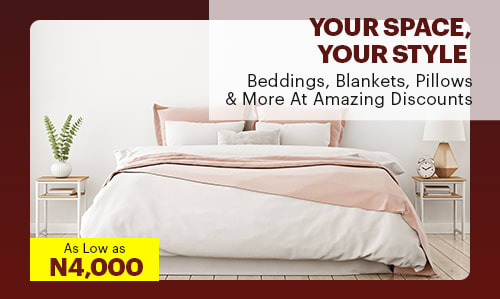 YOUR SPACE,
YOUR STYLE
Beddings, Blankets, Pillows
& More At Amazing Discounts
As Low as
N4,000